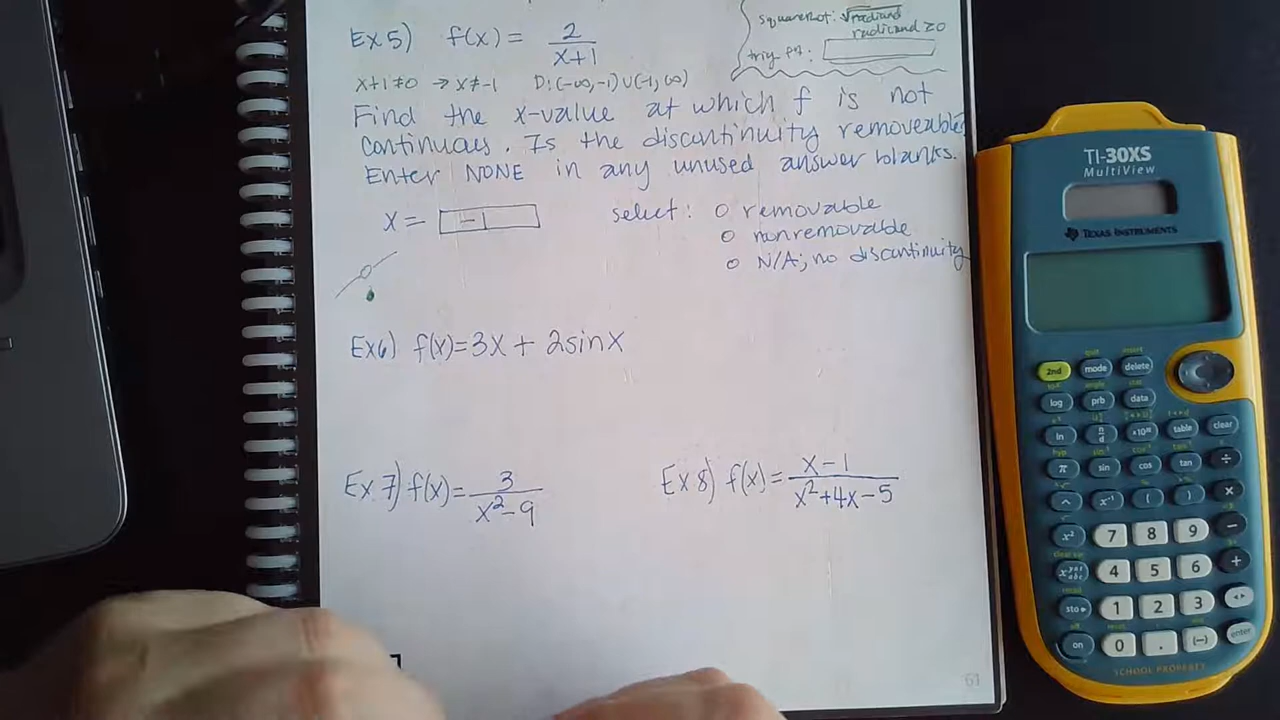 squareRoot: √radicand
radicand ≥0
trig f":
Ex 5) f(x) = 2/(x+1)
x+1≠0 → x≠-1 D: (-∞,-1)∪(-1,∞)
Find the x-value at which f is not
continuous. Is the discontinuity removeable?
Enter NONE in any unused answer blanks.
x = -1
select: o removable
o nonremovable
o N/A; no discontinuity
Ex6) f(x)=3x + 2sinx
Ex 7) f(x)= 3/(x²-9)
Ex 8) f(x)= (x-1)/(x²+4x-5)
61
TI-30XS
MultiView
TEXAS INSTRUMENTS
2nd mode delete
log prb data
ln n/d table clear
π sin cos tan ÷
^ ( ) ×
x² 7 8 9 −
4 5 6 +
sto► 1 2 3
on 0 . (−) enter
SCHOOL PROPERTY